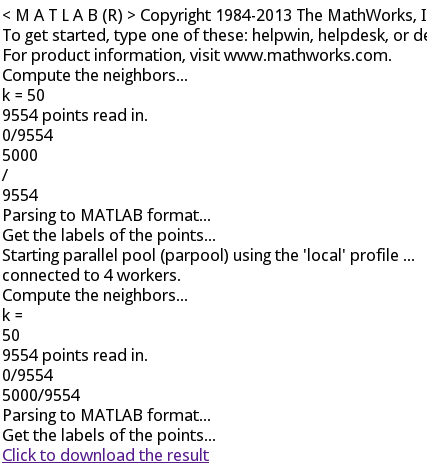 < M A T L A B (R) > Copyright 1984-2013 The MathWorks, I
To get started, type one of these: helpwin, helpdesk, or de
For product information, visit www.mathworks.com.
Compute the neighbors...
k = 50
9554 points read in.
0/9554
5000
/
9554
Parsing to MATLAB format...
Get the labels of the points...
Starting parallel pool (parpool) using the 'local' profile ...
connected to 4 workers.
Compute the neighbors...
k =
50
9554 points read in.
0/9554
5000/9554
Parsing to MATLAB format...
Get the labels of the points...
Click to download the result